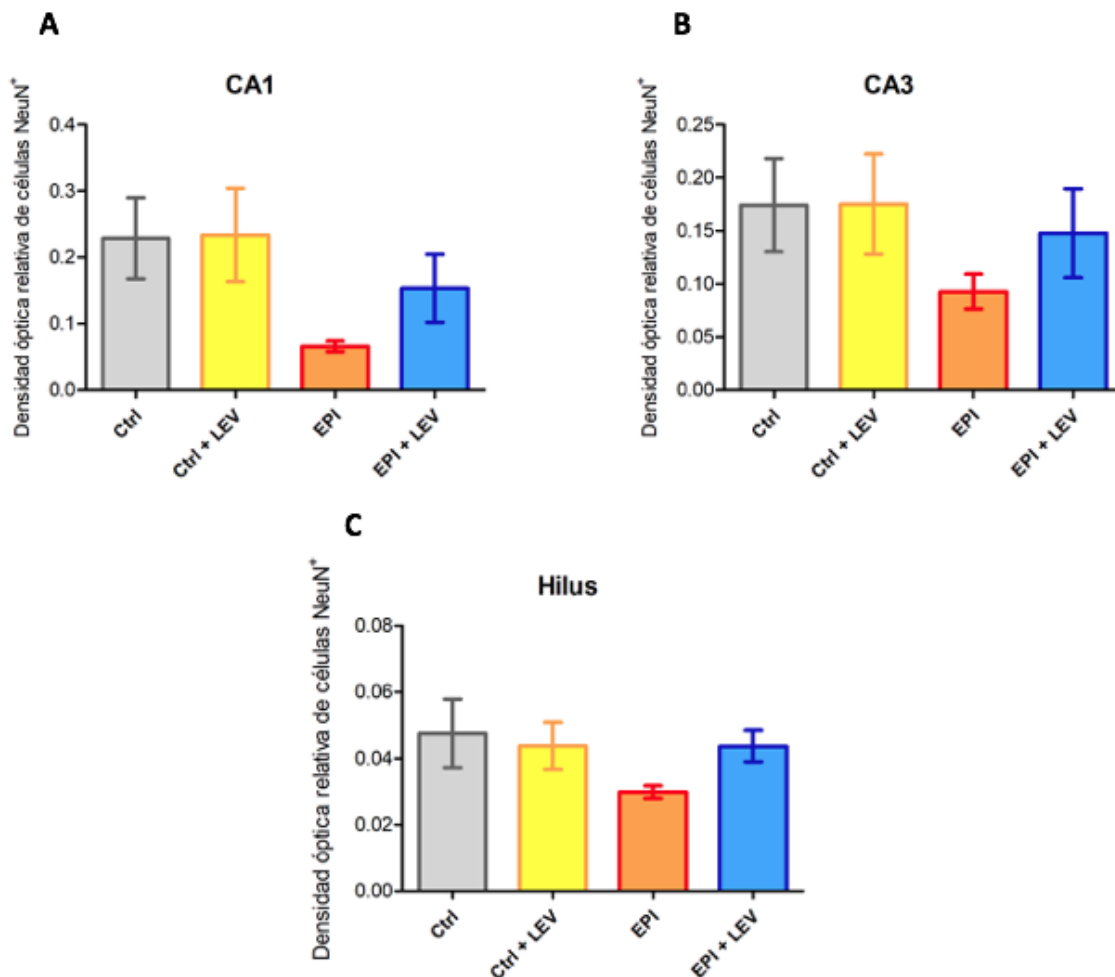 A
CA1
Densidad óptica relativa de células NeuN⁺
0.4
0.3
0.2
0.1
0.0
Ctrl
Ctrl + LEV
EPI
EPI + LEV
B
CA3
Densidad óptica relativa de células NeuN⁺
0.25
0.20
0.15
0.10
0.05
0.00
Ctrl
Ctrl + LEV
EPI
EPI + LEV
C
Hilus
Densidad óptica relativa de células NeuN⁺
0.08
0.06
0.04
0.02
0.00
Ctrl
Ctrl + LEV
EPI
EPI + LEV